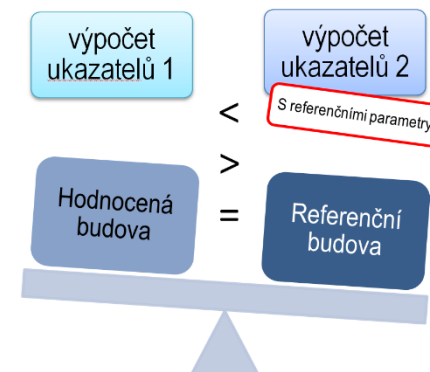 výpočet
ukazatelů 1
výpočet
ukazatelů 2
S referenčními parametry
<
>
=
Hodnocená
budova
Referenční
budova